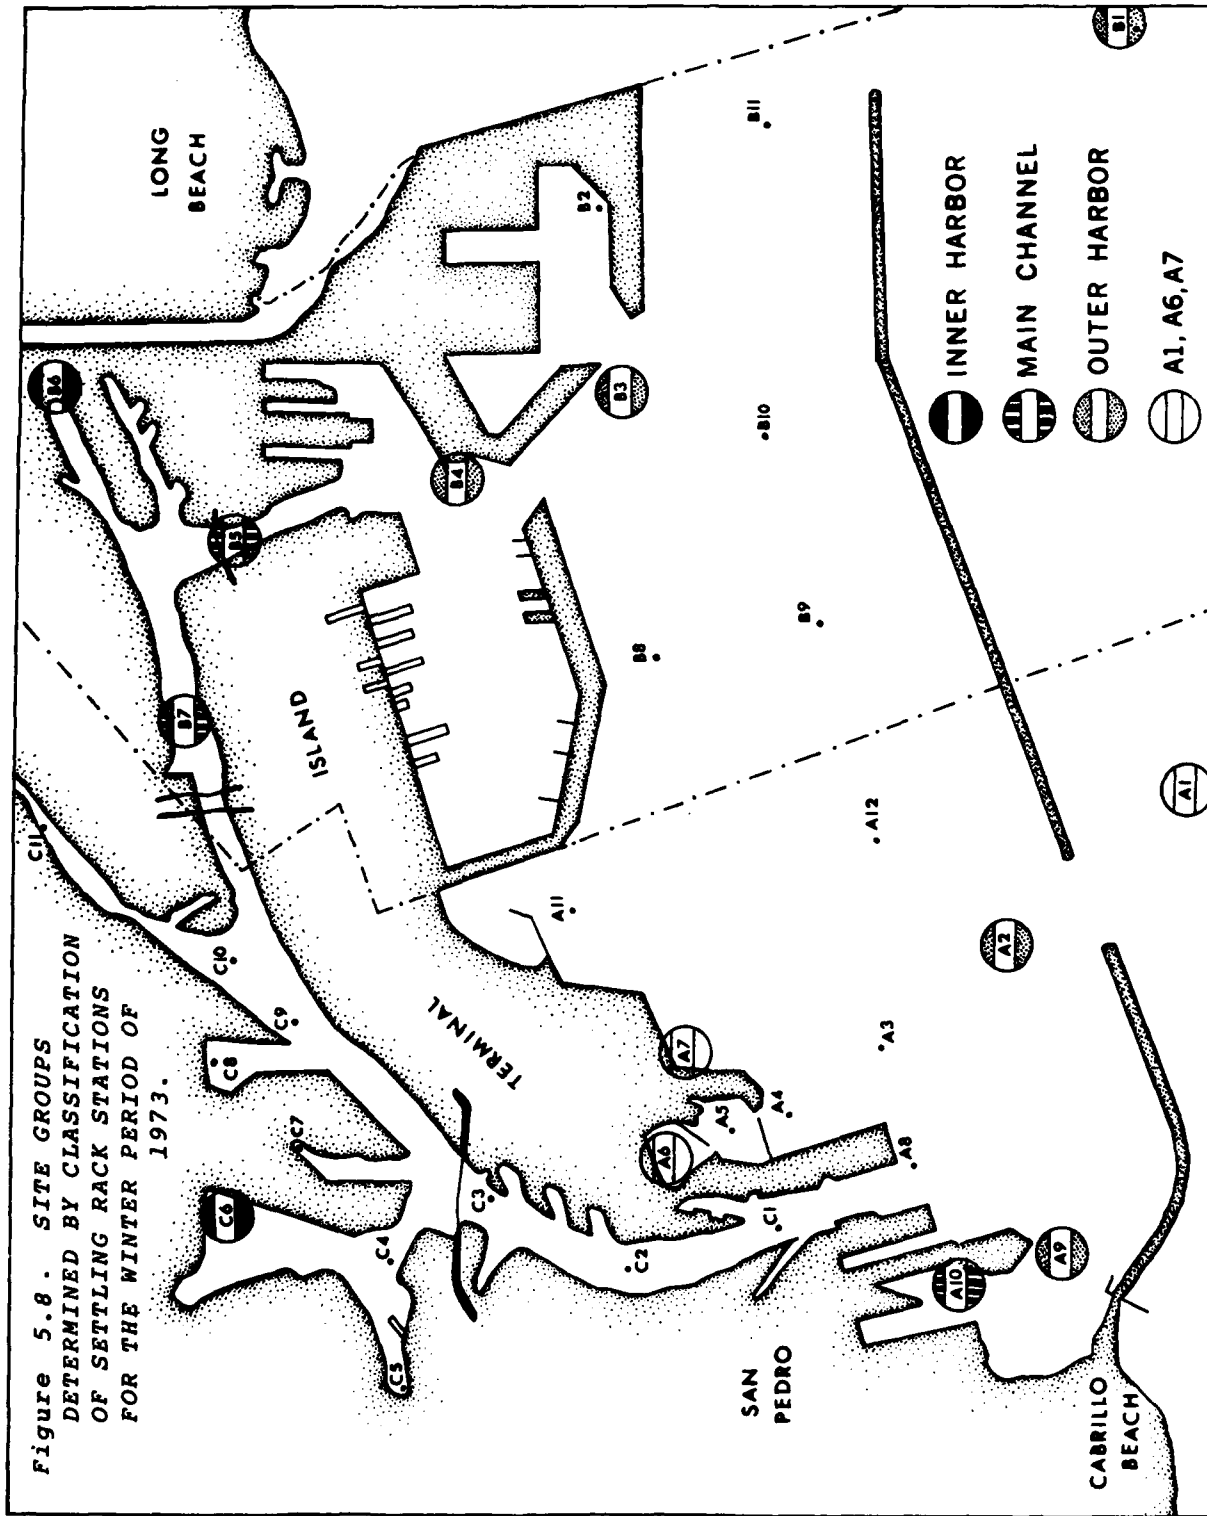 Figure 5.8. SITE GROUPS
DETERMINED BY CLASSIFICATION
OF SETTLING RACK STATIONS
FOR THE WINTER PERIOD OF
1973.
LONG
BEACH
TERMINAL
ISLAND
SAN
PEDRO
CABRILLO
BEACH
C11
C10
C9
C8
C7
C6
C5
C4
C3
C2
C1
B7
B6
B5
B4
B3
B2
B11
B1
B10
B9
B8
A11
A12
A1
A2
A3
A7
A6
A5
A4
A8
A10
A9
INNER HARBOR
MAIN CHANNEL
OUTER HARBOR
A1, A6, A7